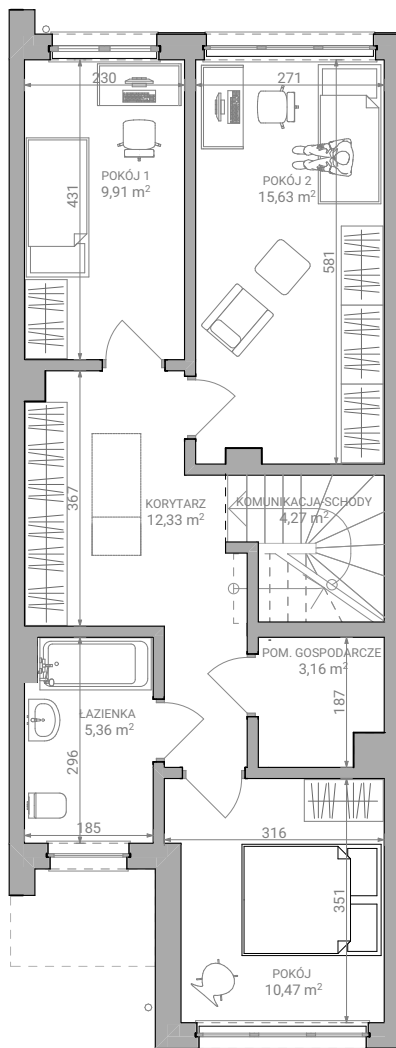 230
271
431
POKÓJ 1
9,91 m²
POKÓJ 2
15,63 m²
581
367
KORYTARZ
12,33 m²
KOMUNIKACJA-SCHODY
4,27 m²
POM. GOSPODARCZE
3,16 m²
187
ŁAZIENKA
5,36 m²
296
185
316
351
POKÓJ
10,47 m²